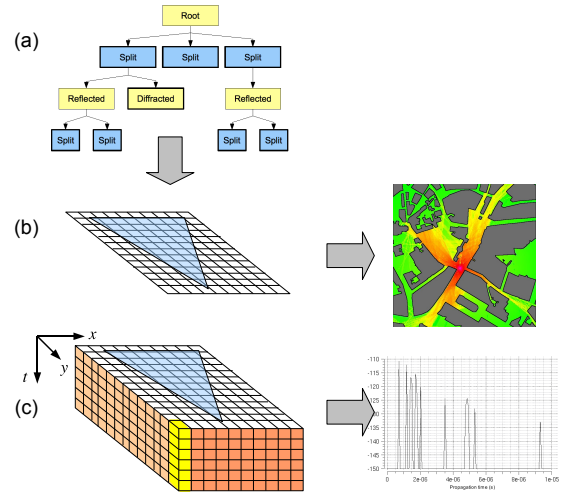 (a)
Root
Split
Split
Split
Reflected
Diffracted
Reflected
Split
Split
Split
Split
(b)
x
y
t
(c)
-110
-115
-120
-125
-130
-135
-140
-145
-150
0
2e-06
4e-06
6e-06
8e-06
1e-05
Propagation time (s)